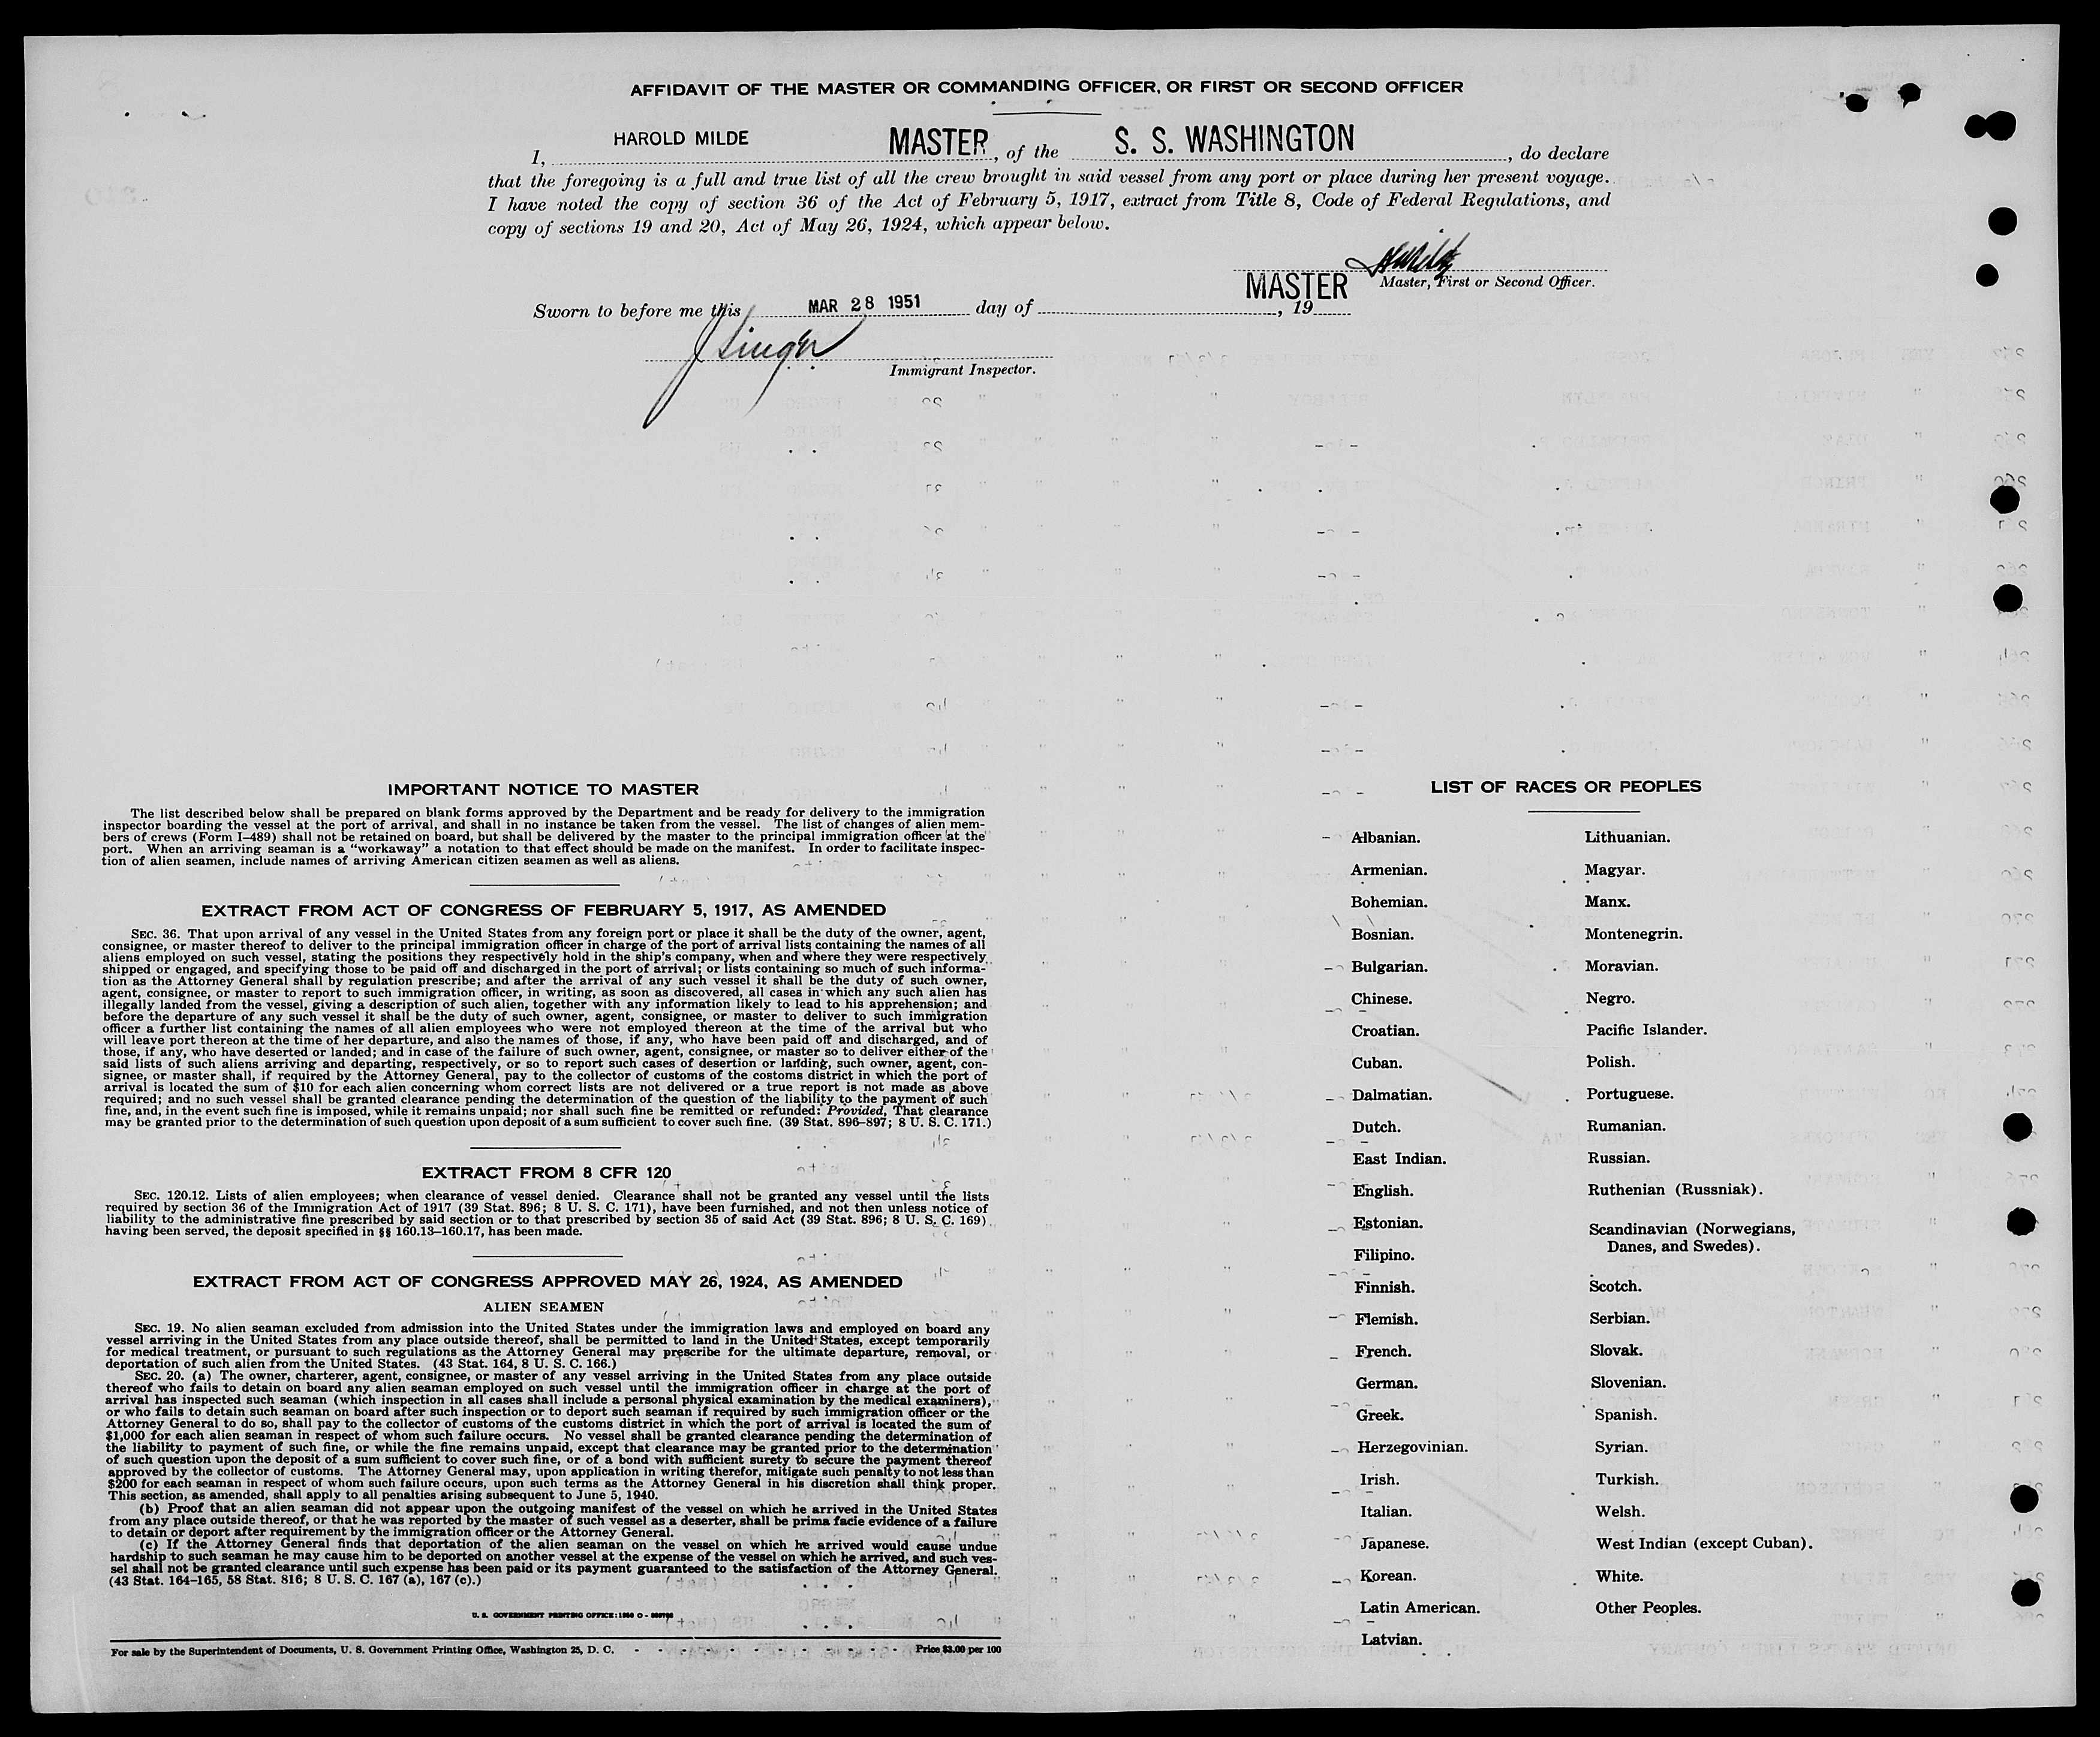 AFFIDAVIT OF THE MASTER OR COMMANDING OFFICER, OR FIRST OR SECOND OFFICER
I, HAROLD MILDE MASTER, of the S. S. WASHINGTON, do declare
that the foregoing is a full and true list of all the crew brought in said vessel from any port or place during her present voyage.
I have noted the copy of section 36 of the Act of February 5, 1917, extract from Title 8, Code of Federal Regulations, and
copy of sections 19 and 20, Act of May 26, 1924, which appear below.
MASTER Master, First or Second Officer.
Sworn to before me this MAR 28 1951 day of , 19
J Singer
Immigrant Inspector.
IMPORTANT NOTICE TO MASTER
The list described below shall be prepared on blank forms approved by the Department and be ready for delivery to the immigration
inspector boarding the vessel at the port of arrival, and shall in no instance be taken from the vessel. The list of changes of alien mem-
bers of crews (Form I–489) shall not be retained on board, but shall be delivered by the master to the principal immigration officer at the
port. When an arriving seaman is a "workaway" a notation to that effect should be made on the manifest. In order to facilitate inspec-
tion of alien seamen, include names of arriving American citizen seamen as well as aliens.
EXTRACT FROM ACT OF CONGRESS OF FEBRUARY 5, 1917, AS AMENDED
SEC. 36. That upon arrival of any vessel in the United States from any foreign port or place it shall be the duty of the owner, agent,
consignee, or master thereof to deliver to the principal immigration officer in charge of the port of arrival lists containing the names of all
aliens employed on such vessel, stating the positions they respectively hold in the ship's company, when and where they were respectively
shipped or engaged, and specifying those to be paid off and discharged in the port of arrival; or lists containing so much of such informa-
tion as the Attorney General shall by regulation prescribe; and after the arrival of any such vessel it shall be the duty of such owner,
agent, consignee, or master to report to such immigration officer, in writing, as soon as discovered, all cases in which any such alien has
illegally landed from the vessel, giving a description of such alien, together with any information likely to lead to his apprehension; and
before the departure of any such vessel it shall be the duty of such owner, agent, consignee, or master to deliver to such immigration
officer a further list containing the names of all alien employees who were not employed thereon at the time of the arrival but who
will leave port thereon at the time of her departure, and also the names of those, if any, who have been paid off and discharged, and of
those, if any, who have deserted or landed; and in case of the failure of such owner, agent, consignee, or master so to deliver either of the
said lists of such aliens arriving and departing, respectively, or so to report such cases of desertion or landing, such owner, agent, con-
signee, or master shall, if required by the Attorney General, pay to the collector of customs of the costoms district in which the port of
arrival is located the sum of $10 for each alien concerning whom correct lists are not delivered or a true report is not made as above
required; and no such vessel shall be granted clearance pending the determination of the question of the liability to the payment of such
fine, and, in the event such fine is imposed, while it remains unpaid; nor shall such fine be remitted or refunded: Provided, That clearance
may be granted prior to the determination of such question upon deposit of a sum sufficient to cover such fine. (39 Stat. 896–897; 8 U. S. C. 171.)
EXTRACT FROM 8 CFR 120
SEC. 120.12. Lists of alien employees; when clearance of vessel denied. Clearance shall not be granted any vessel until the lists
required by section 36 of the Immigration Act of 1917 (39 Stat. 896; 8 U. S. C. 171), have been furnished, and not then unless notice of
liability to the administrative fine prescribed by said section or to that prescribed by section 35 of said Act (39 Stat. 896; 8 U. S. C. 169)
having been served, the deposit specified in §§ 160.13–160.17, has been made.
EXTRACT FROM ACT OF CONGRESS APPROVED MAY 26, 1924, AS AMENDED
ALIEN SEAMEN
SEC. 19. No alien seaman excluded from admission into the United States under the immigration laws and employed on board any
vessel arriving in the United States from any place outside thereof, shall be permitted to land in the United States, except temporarily
for medical treatment, or pursuant to such regulations as the Attorney General may prescribe for the ultimate departure, removal, or
deportation of such alien from the United States. (43 Stat. 164, 8 U. S. C. 166.)
SEC. 20. (a) The owner, charterer, agent, consignee, or master of any vessel arriving in the United States from any place outside
thereof who fails to detain on board any alien seaman employed on such vessel until the immigration officer in charge at the port of
arrival has inspected such seaman (which inspection in all cases shall include a personal physical examination by the medical examiners),
or who fails to detain such seaman on board after such inspection or to deport such seaman if required by such immigration officer or the
Attorney General to do so, shall pay to the collector of customs of the customs district in which the port of arrival is located the sum of
$1,000 for each alien seaman in respect of whom such failure occurs. No vessel shall be granted clearance pending the determination of
the liability to payment of such fine, or while the fine remains unpaid, except that clearance may be granted prior to the determination
of such question upon the deposit of a sum sufficient to cover such fine, or of a bond with sufficient surety to secure the payment thereof
approved by the collector of customs. The Attorney General may, upon application in writing therefor, mitigate such penalty to not less than
$200 for each seaman in respect of whom such failure occurs, upon such terms as the Attorney General in his discretion shall think proper.
This section, as amended, shall apply to all penalties arising subsequent to June 5, 1940.
(b) Proof that an alien seaman did not appear upon the outgoing manifest of the vessel on which he arrived in the United States
from any place outside thereof, or that he was reported by the master of such vessel as a deserter, shall be prima facie evidence of a failure
to detain or deport after requirement by the immigration officer or the Attorney General.
(c) If the Attorney General finds that deportation of the alien seaman on the vessel on which he arrived would cause undue
hardship to such seaman he may cause him to be deported on another vessel at the expense of the vessel on which he arrived, and such ves-
sel shall not be granted clearance until such expense has been paid or its payment guaranteed to the satisfaction of the Attorney General.
(43 Stat. 164–165, 58 Stat. 816; 8 U. S. C. 167 (a), 167 (c).)
U. S. GOVERNMENT PRINTING OFFICE:
For sale by the Superintendent of Documents, U. S. Government Printing Office, Washington 25, D. C. - - - - - - - - - - - - Price $3.00 per 100
LIST OF RACES OR PEOPLES
Albanian.
Armenian.
Bohemian.
Bosnian.
Bulgarian.
Chinese.
Croatian.
Cuban.
Dalmatian.
Dutch.
East Indian.
English.
Estonian.
Filipino.
Finnish.
Flemish.
French.
German.
Greek.
Herzegovinian.
Irish.
Italian.
Japanese.
Korean.
Latin American.
Latvian.
Lithuanian.
Magyar.
Manx.
Montenegrin.
Moravian.
Negro.
Pacific Islander.
Polish.
Portuguese.
Rumanian.
Russian.
Ruthenian (Russniak).
Scandinavian (Norwegians,
Danes, and Swedes).
Scotch.
Serbian.
Slovak.
Slovenian.
Spanish.
Syrian.
Turkish.
Welsh.
West Indian (except Cuban).
White.
Other Peoples.